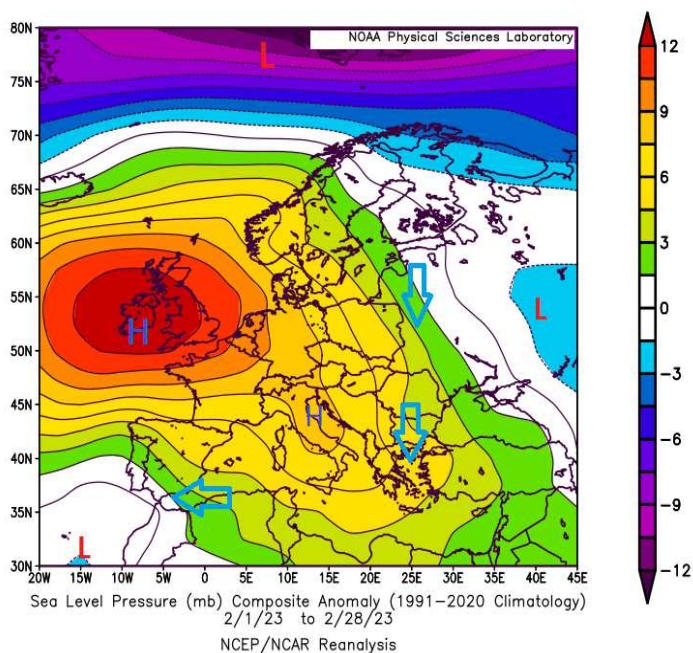 NOAA Physical Sciences Laboratory
80N
75N
70N
65N
60N
55N
50N
45N
40N
35N
30N
L
L
H
H
L
20W 15W 10W 5W 0 5E 10E 15E 20E 25E 30E 35E 40E 45E
12
9
6
3
0
-3
-6
-9
-12
Sea Level Pressure (mb) Composite Anomaly (1991-2020 Climatology)
2/1/23 to 2/28/23
NCEP/NCAR Reanalysis